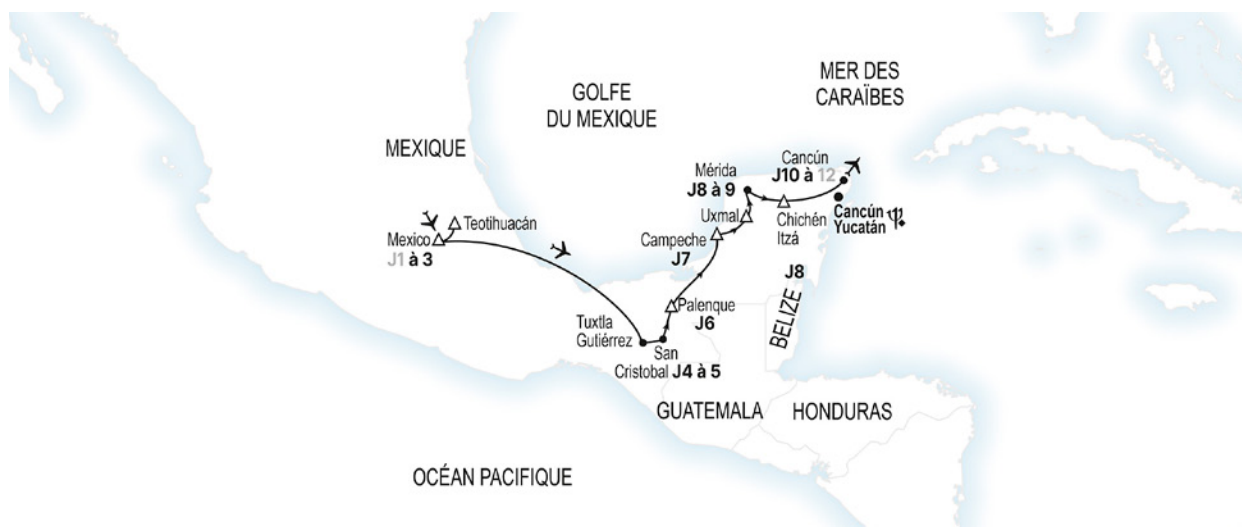 MER DES
CARAÏBES
GOLFE
DU MEXIQUE
MEXIQUE
Cancún
J10 à 12
Mérida
J8 à 9
Teotihuacán
Uxmal
Chichén
Itzá
Cancún
Yucatán
Mexico
J1 à 3
Campeche
J7
J8
BELIZE
Palenque
J6
Tuxtla
Gutiérrez
San
Cristobal J4 à 5
GUATEMALA
HONDURAS
OCÉAN PACIFIQUE